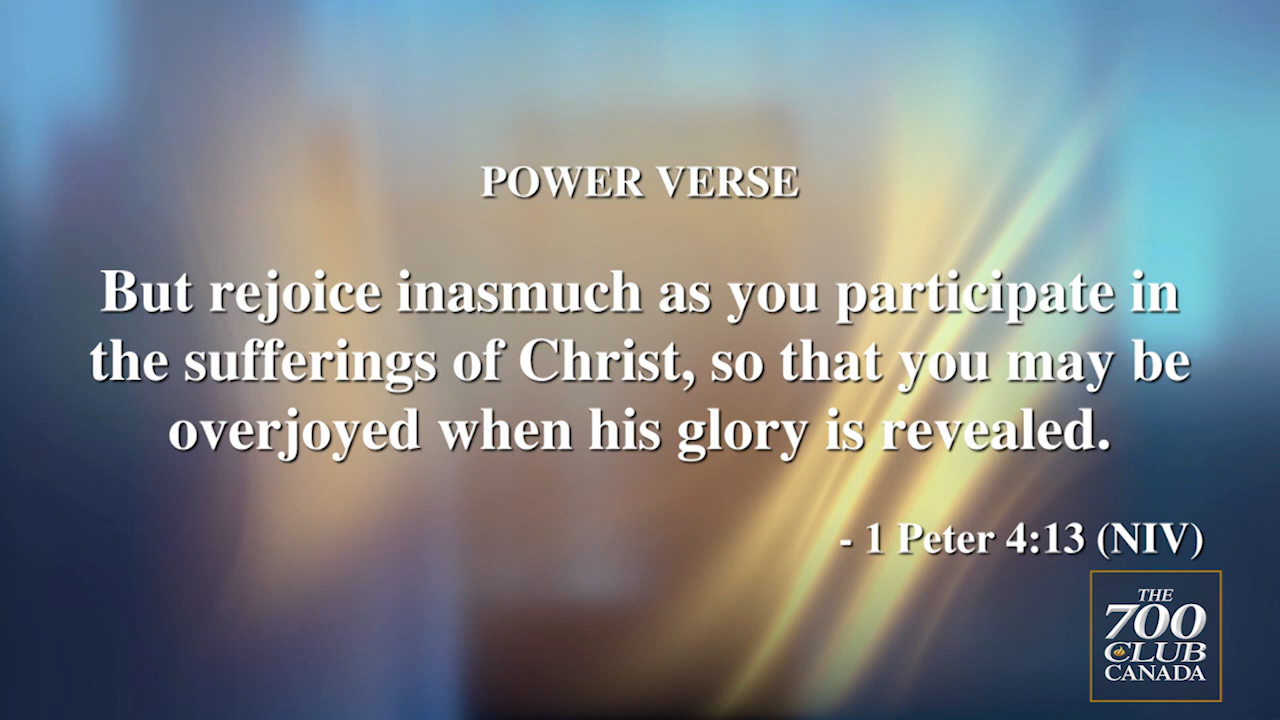 POWER VERSE
But rejoice inasmuch as you participate in
the sufferings of Christ, so that you may be
overjoyed when his glory is revealed.
- 1 Peter 4:13 (NIV)
THE
700
CLUB
CANADA